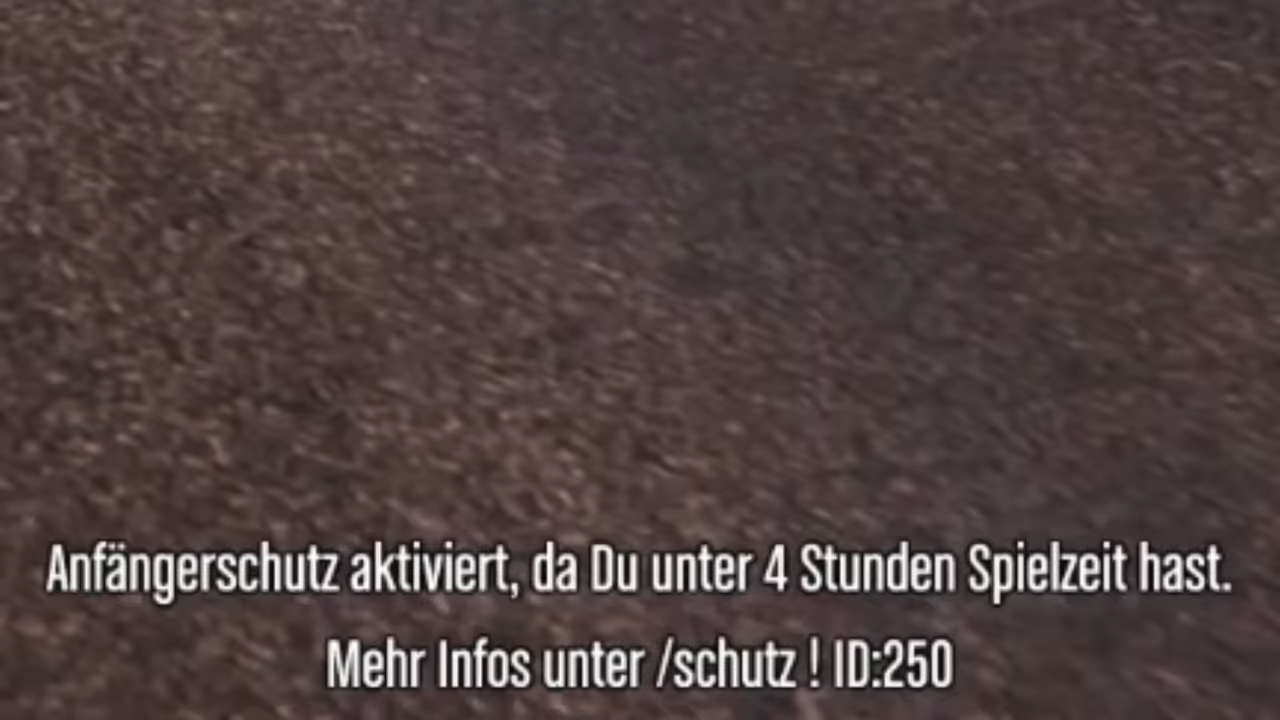 Anfängerschutz aktiviert, da Du unter 4 Stunden Spielzeit hast.
Mehr Infos unter /schutz ! ID:250